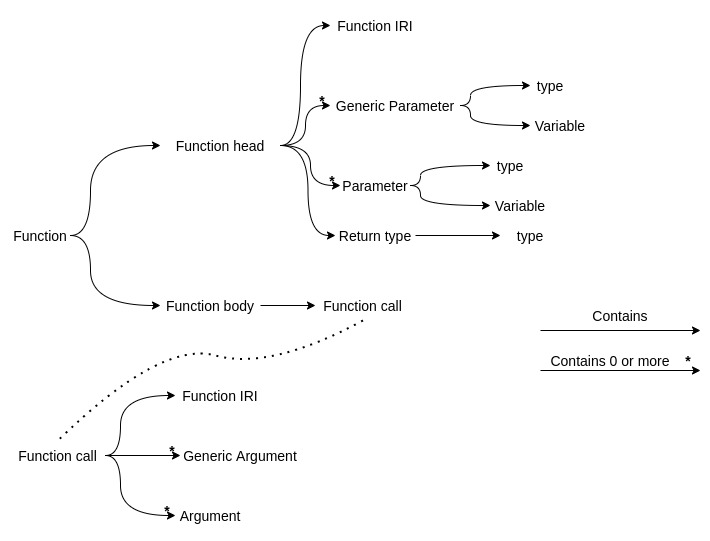 Function IRI
* Generic Parameter
type
Variable
Function head
* Parameter
type
Variable
Function
Return type
type
Function body
Function call
Contains
Contains 0 or more *
Function IRI
Function call
* Generic Argument
* Argument